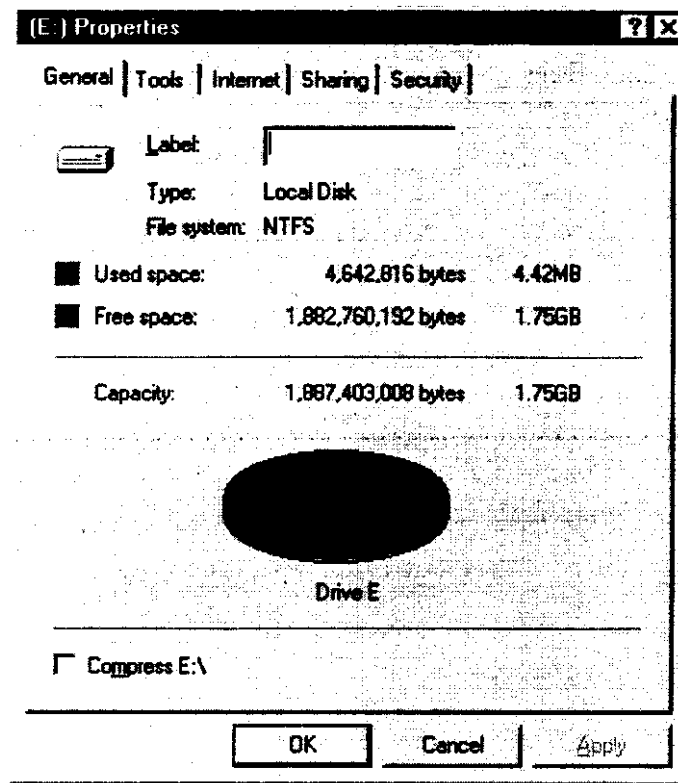 (E:) Properties
General Tools Internet Sharing Security
Label:
Type: Local Disk
File system: NTFS
Used space: 4,642,816 bytes 4.42MB
Free space: 1,882,760,192 bytes 1.75GB
Capacity: 1,887,403,008 bytes 1.75GB
Drive E
Compress E:\
OK Cancel Apply